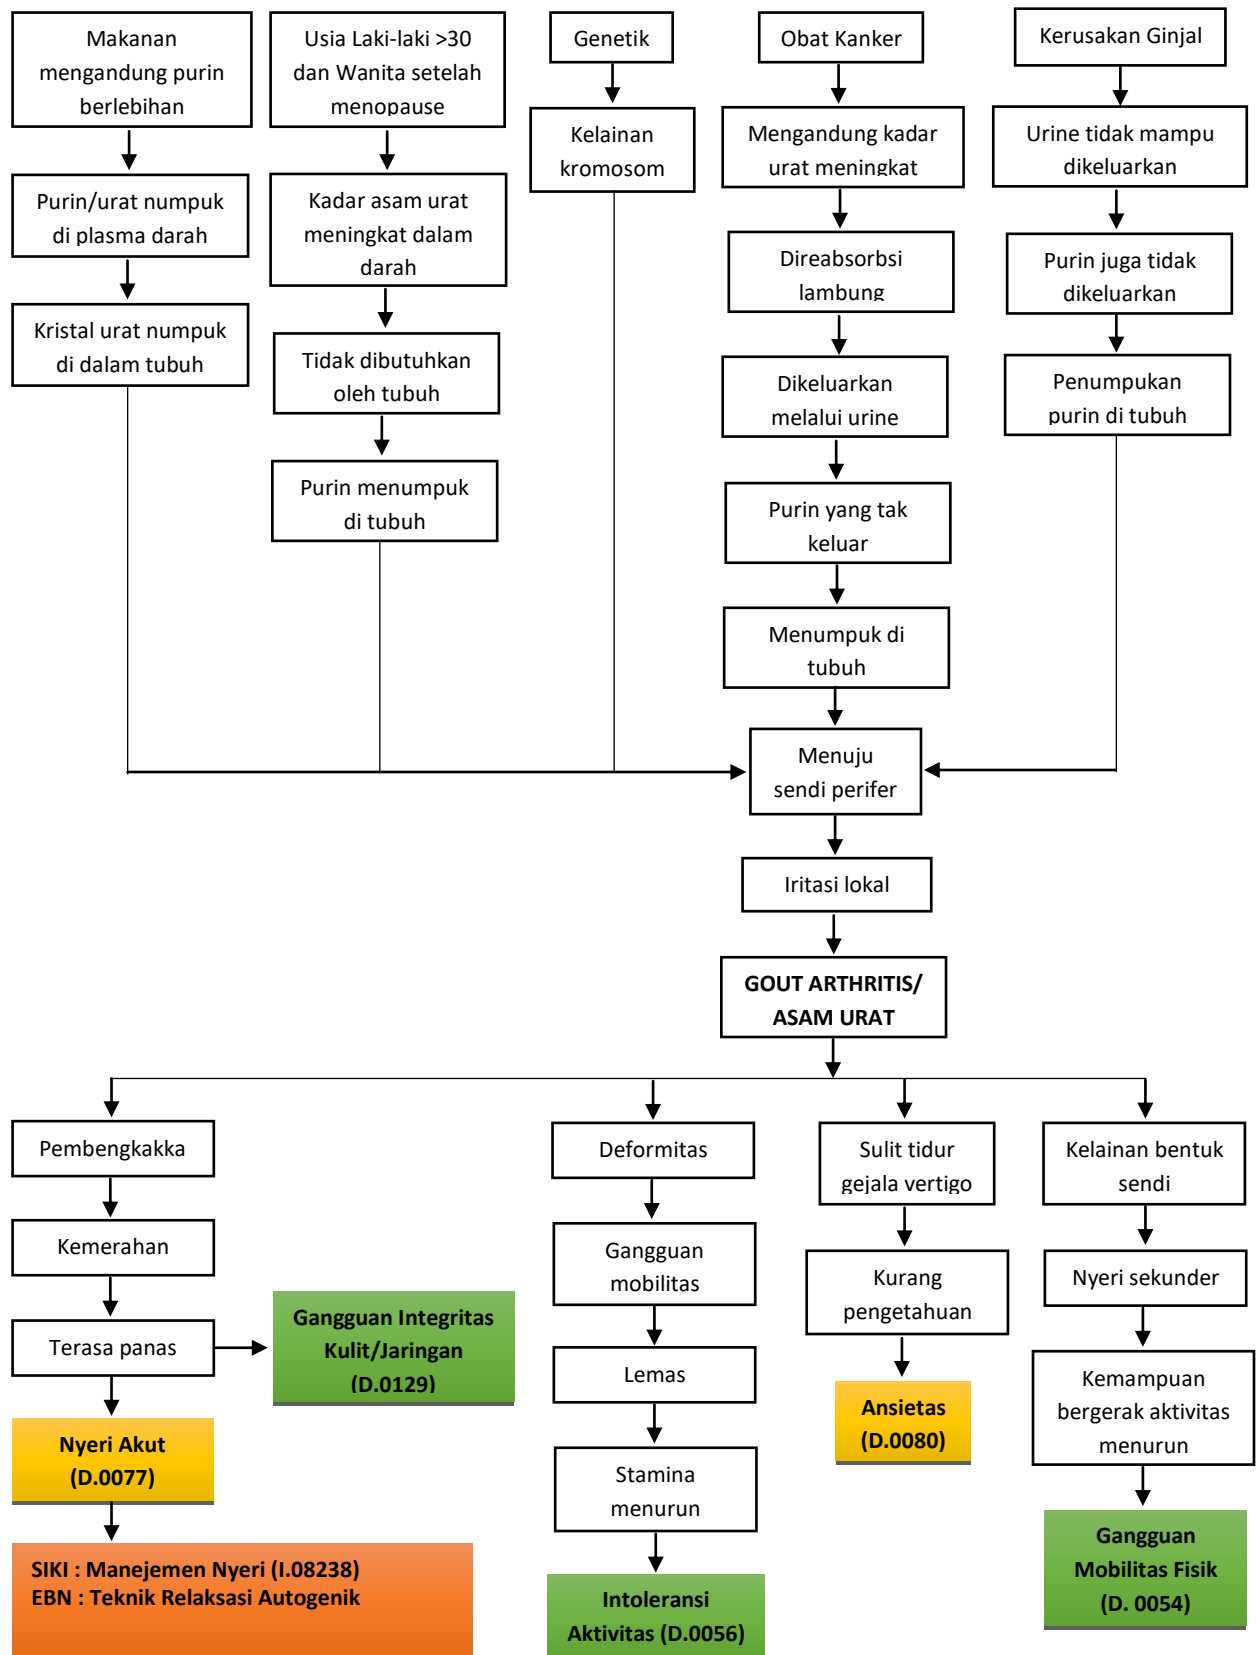 Makanan
mengandung purin
berlebihan
Purin/urat numpuk
di plasma darah
Kristal urat numpuk
di dalam tubuh
Usia Laki-laki >30
dan Wanita setelah
menopause
Kadar asam urat
meningkat dalam
darah
Tidak dibutuhkan
oleh tubuh
Purin menumpuk
di tubuh
Genetik
Kelainan
kromosom
Obat Kanker
Mengandung kadar
urat meningkat
Direabsorbsi
lambung
Dikeluarkan
melalui urine
Purin yang tak
keluar
Menumpuk di
tubuh
Kerusakan Ginjal
Urine tidak mampu
dikeluarkan
Purin juga tidak
dikeluarkan
Penumpukan
purin di tubuh
Menuju
sendi perifer
Iritasi lokal
GOUT ARTHRITIS/
ASAM URAT
Pembengkakka
Kemerahan
Terasa panas
Gangguan Integritas
Kulit/Jaringan
(D.0129)
Nyeri Akut
(D.0077)
SIKI : Manejemen Nyeri (I.08238)
EBN : Teknik Relaksasi Autogenik
Deformitas
Gangguan
mobilitas
Lemas
Stamina
menurun
Intoleransi
Aktivitas (D.0056)
Sulit tidur
gejala vertigo
Kurang
pengetahuan
Ansietas
(D.0080)
Kelainan bentuk
sendi
Nyeri sekunder
Kemampuan
bergerak aktivitas
menurun
Gangguan
Mobilitas Fisik
(D. 0054)